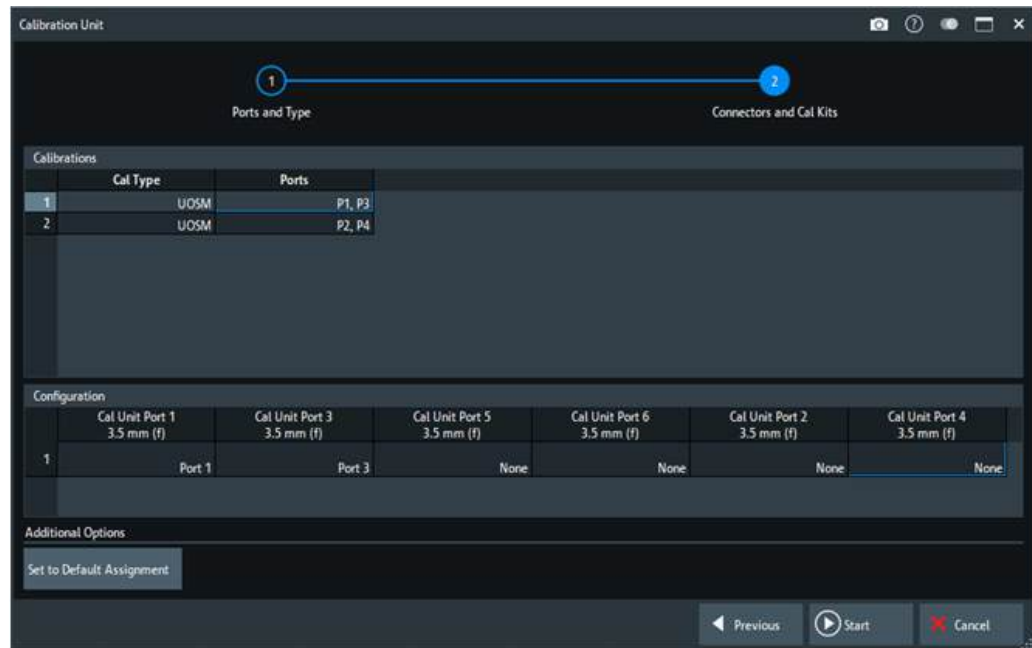 Calibration Unit
1
2
Ports and Type
Connectors and Cal Kits
Calibrations
Cal Type Ports
1 UOSM P1, P3
2 UOSM P2, P4
Configuration
Cal Unit Port 1 Cal Unit Port 3 Cal Unit Port 5 Cal Unit Port 6 Cal Unit Port 2 Cal Unit Port 4
3.5 mm (f) 3.5 mm (f) 3.5 mm (f) 3.5 mm (f) 3.5 mm (f) 3.5 mm (f)
1 Port 1 Port 3 None None None None
Additional Options
Set to Default Assignment
Previous Start Cancel